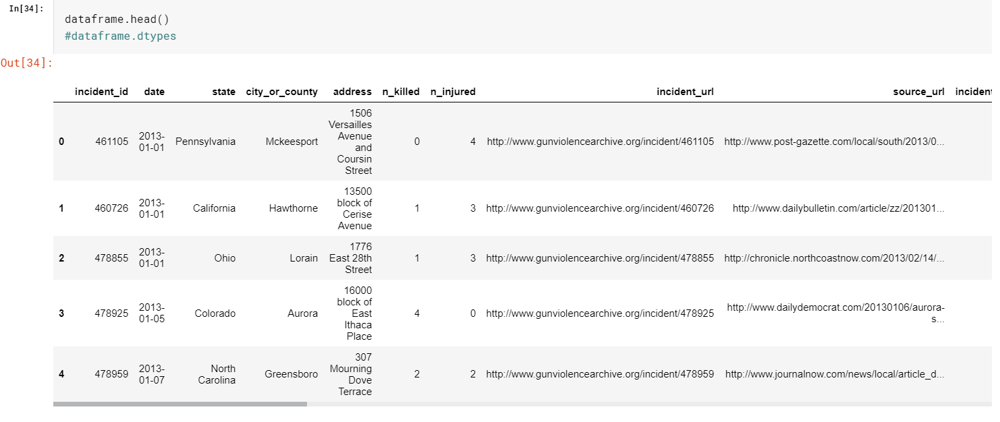 In[34]:
dataframe.head()
#dataframe.dtypes
Out[34]:
incident_id date state city_or_county address n_killed n_injured incident_url source_url incident
0 461105 2013-01-01 Pennsylvania Mckeesport 1506 Versailles Avenue and Coursin Street 0 4 http://www.gunviolencearchive.org/incident/461105 http://www.post-gazette.com/local/south/2013/0...
1 460726 2013-01-01 California Hawthorne 13500 block of Cerise Avenue 1 3 http://www.gunviolencearchive.org/incident/460726 http://www.dailybulletin.com/article/zz/201301...
2 478855 2013-01-01 Ohio Lorain 1776 East 28th Street 1 3 http://www.gunviolencearchive.org/incident/478855 http://chronicle.northcoastnow.com/2013/02/14/...
3 478925 2013-01-05 Colorado Aurora 16000 block of East Ithaca Place 4 0 http://www.gunviolencearchive.org/incident/478925 http://www.dailydemocrat.com/20130106/aurora-s...
4 478959 2013-01-07 North Carolina Greensboro 307 Mourning Dove Terrace 2 2 http://www.gunviolencearchive.org/incident/478959 http://www.journalnow.com/news/local/article_d...